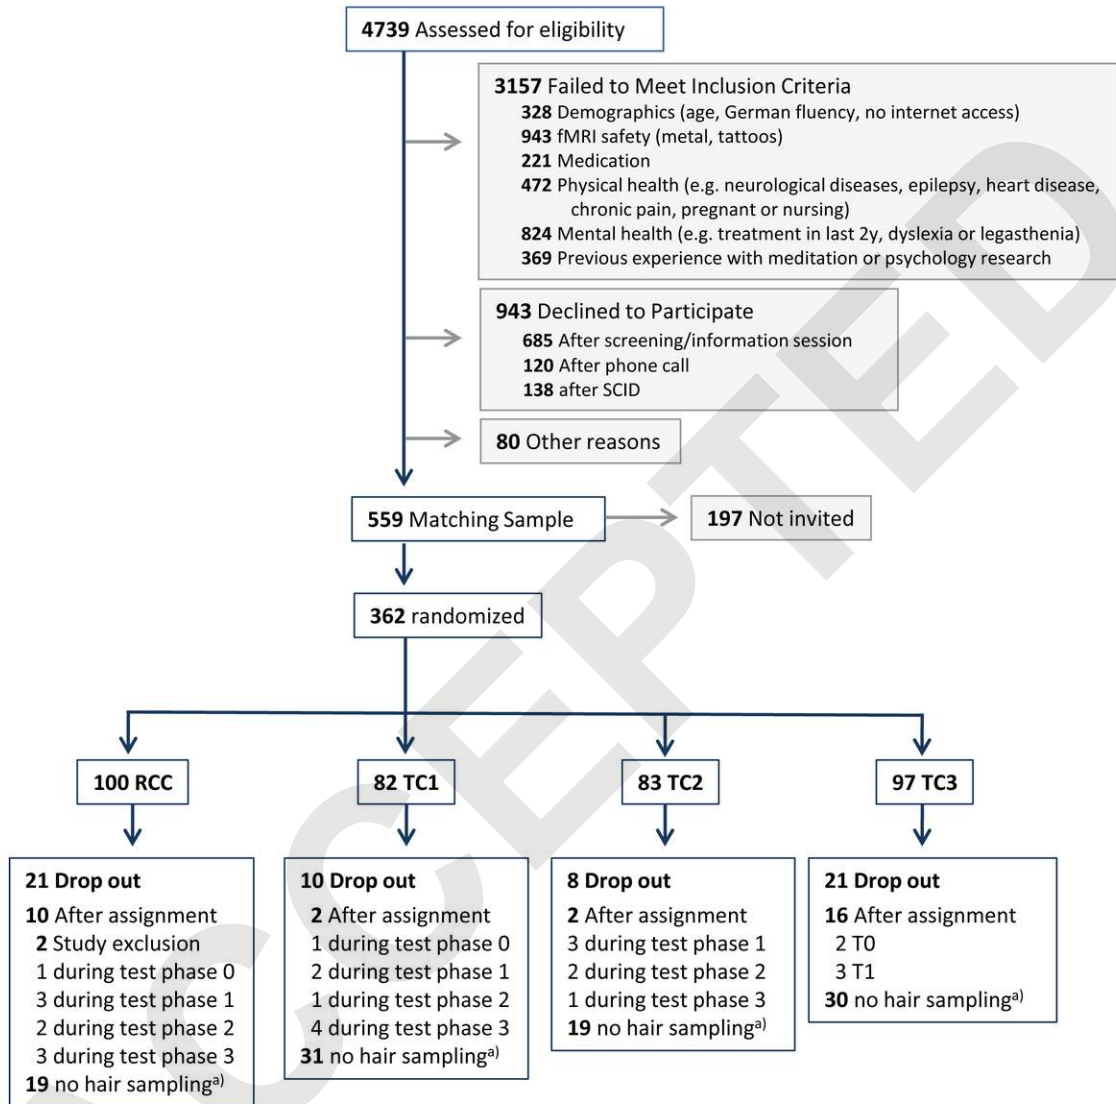 4739 Assessed for eligibility
3157 Failed to Meet Inclusion Criteria
328 Demographics (age, German fluency, no internet access)
943 fMRI safety (metal, tattoos)
221 Medication
472 Physical health (e.g. neurological diseases, epilepsy, heart disease,
chronic pain, pregnant or nursing)
824 Mental health (e.g. treatment in last 2y, dyslexia or legasthenia)
369 Previous experience with meditation or psychology research
943 Declined to Participate
685 After screening/information session
120 After phone call
138 after SCID
80 Other reasons
559 Matching Sample
197 Not invited
362 randomized
100 RCC
82 TC1
83 TC2
97 TC3
21 Drop out
10 After assignment
2 Study exclusion
1 during test phase 0
3 during test phase 1
2 during test phase 2
3 during test phase 3
19 no hair sampling a)
10 Drop out
2 After assignment
1 during test phase 0
2 during test phase 1
1 during test phase 2
4 during test phase 3
31 no hair sampling a)
8 Drop out
2 After assignment
3 during test phase 1
2 during test phase 2
1 during test phase 3
19 no hair sampling a)
21 Drop out
16 After assignment
2 T0
3 T1
30 no hair sampling a)
ACCEPTED